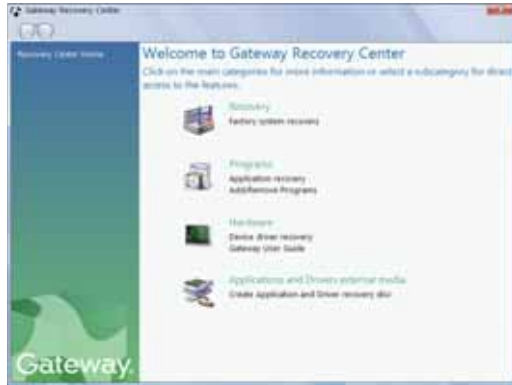 Gateway Recovery Center
Recovery Center Home
Welcome to Gateway Recovery Center
Click on the main categories for more information or select a subcategory for direct
access to the features.
Recovery
Factory system recovery
Programs
Application recovery
Add/Remove Programs
Hardware
Device driver recovery
Gateway User Guide
Applications and Drivers external media
Create Application and Driver recovery disc
Gateway.